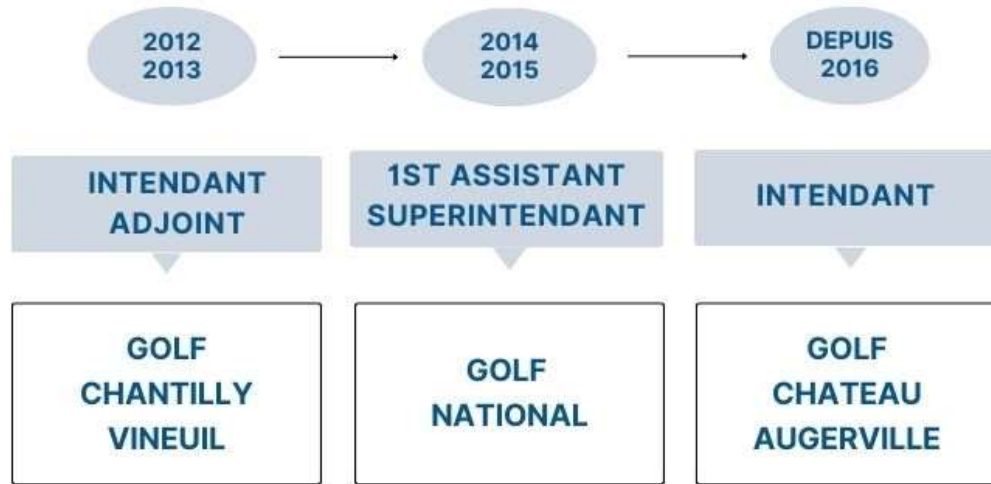 2012
2013
2014
2015
DEPUIS
2016
INTENDANT
ADJOINT
1ST ASSISTANT
SUPERINTENDANT
INTENDANT
GOLF
CHANTILLY
VINEUIL
GOLF
NATIONAL
GOLF
CHATEAU
AUGERVILLE